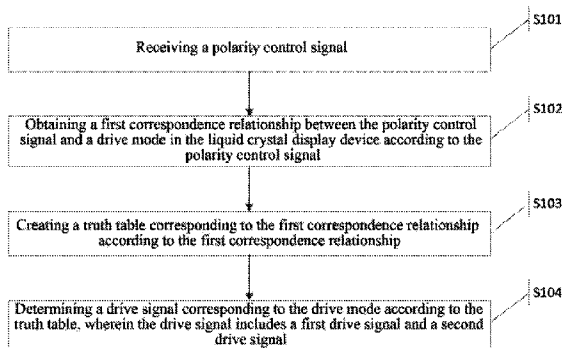 S101
Receiving a polarity control signal
S102
Obtaining a first correspondence relationship between the polarity control
signal and a drive mode in the liquid crystal display device according to the
polarity control signal
S103
Creating a truth table corresponding to the first correspondence relationship
according to the first correspondence relationship
S104
Determining a drive signal corresponding to the drive mode according to the
truth table, wherein the drive signal includes a first drive signal and a second
drive signal